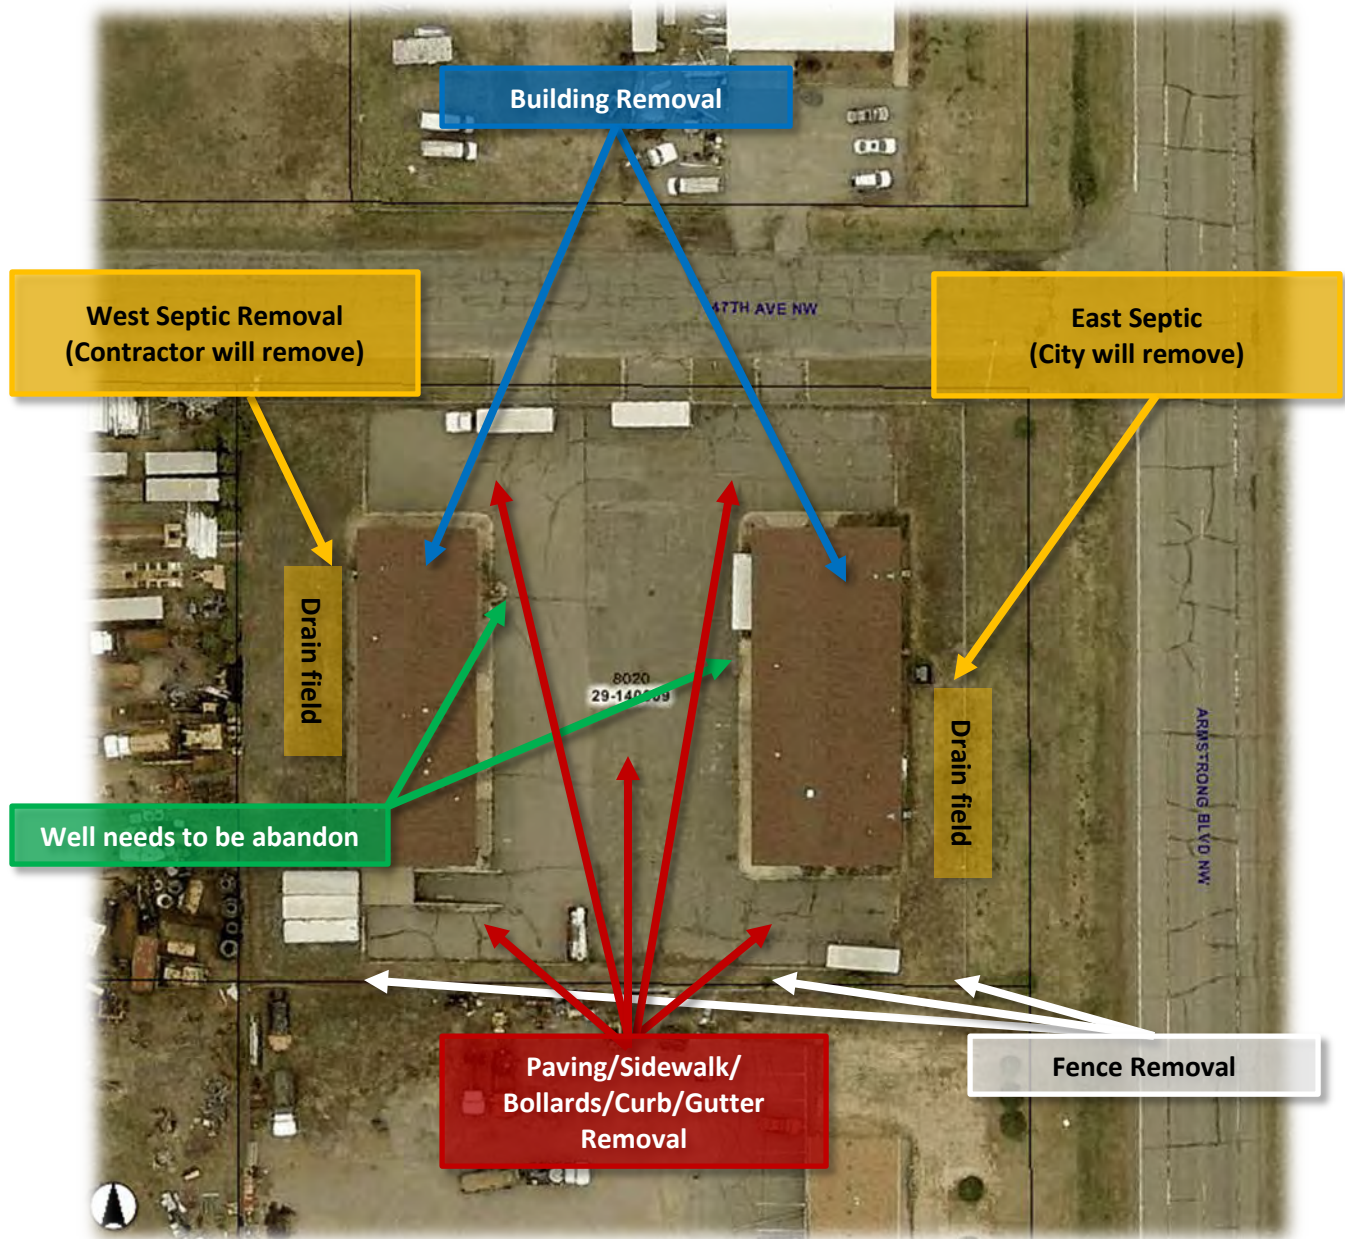 Building Removal
47TH AVE NW
West Septic Removal
(Contractor will remove)
East Septic
(City will remove)
Drain field
8020
Drain field
ARMSTRONG BLVD NW
Well needs to be abandon
Paving/Sidewalk/
Bollards/Curb/Gutter
Removal
Fence Removal